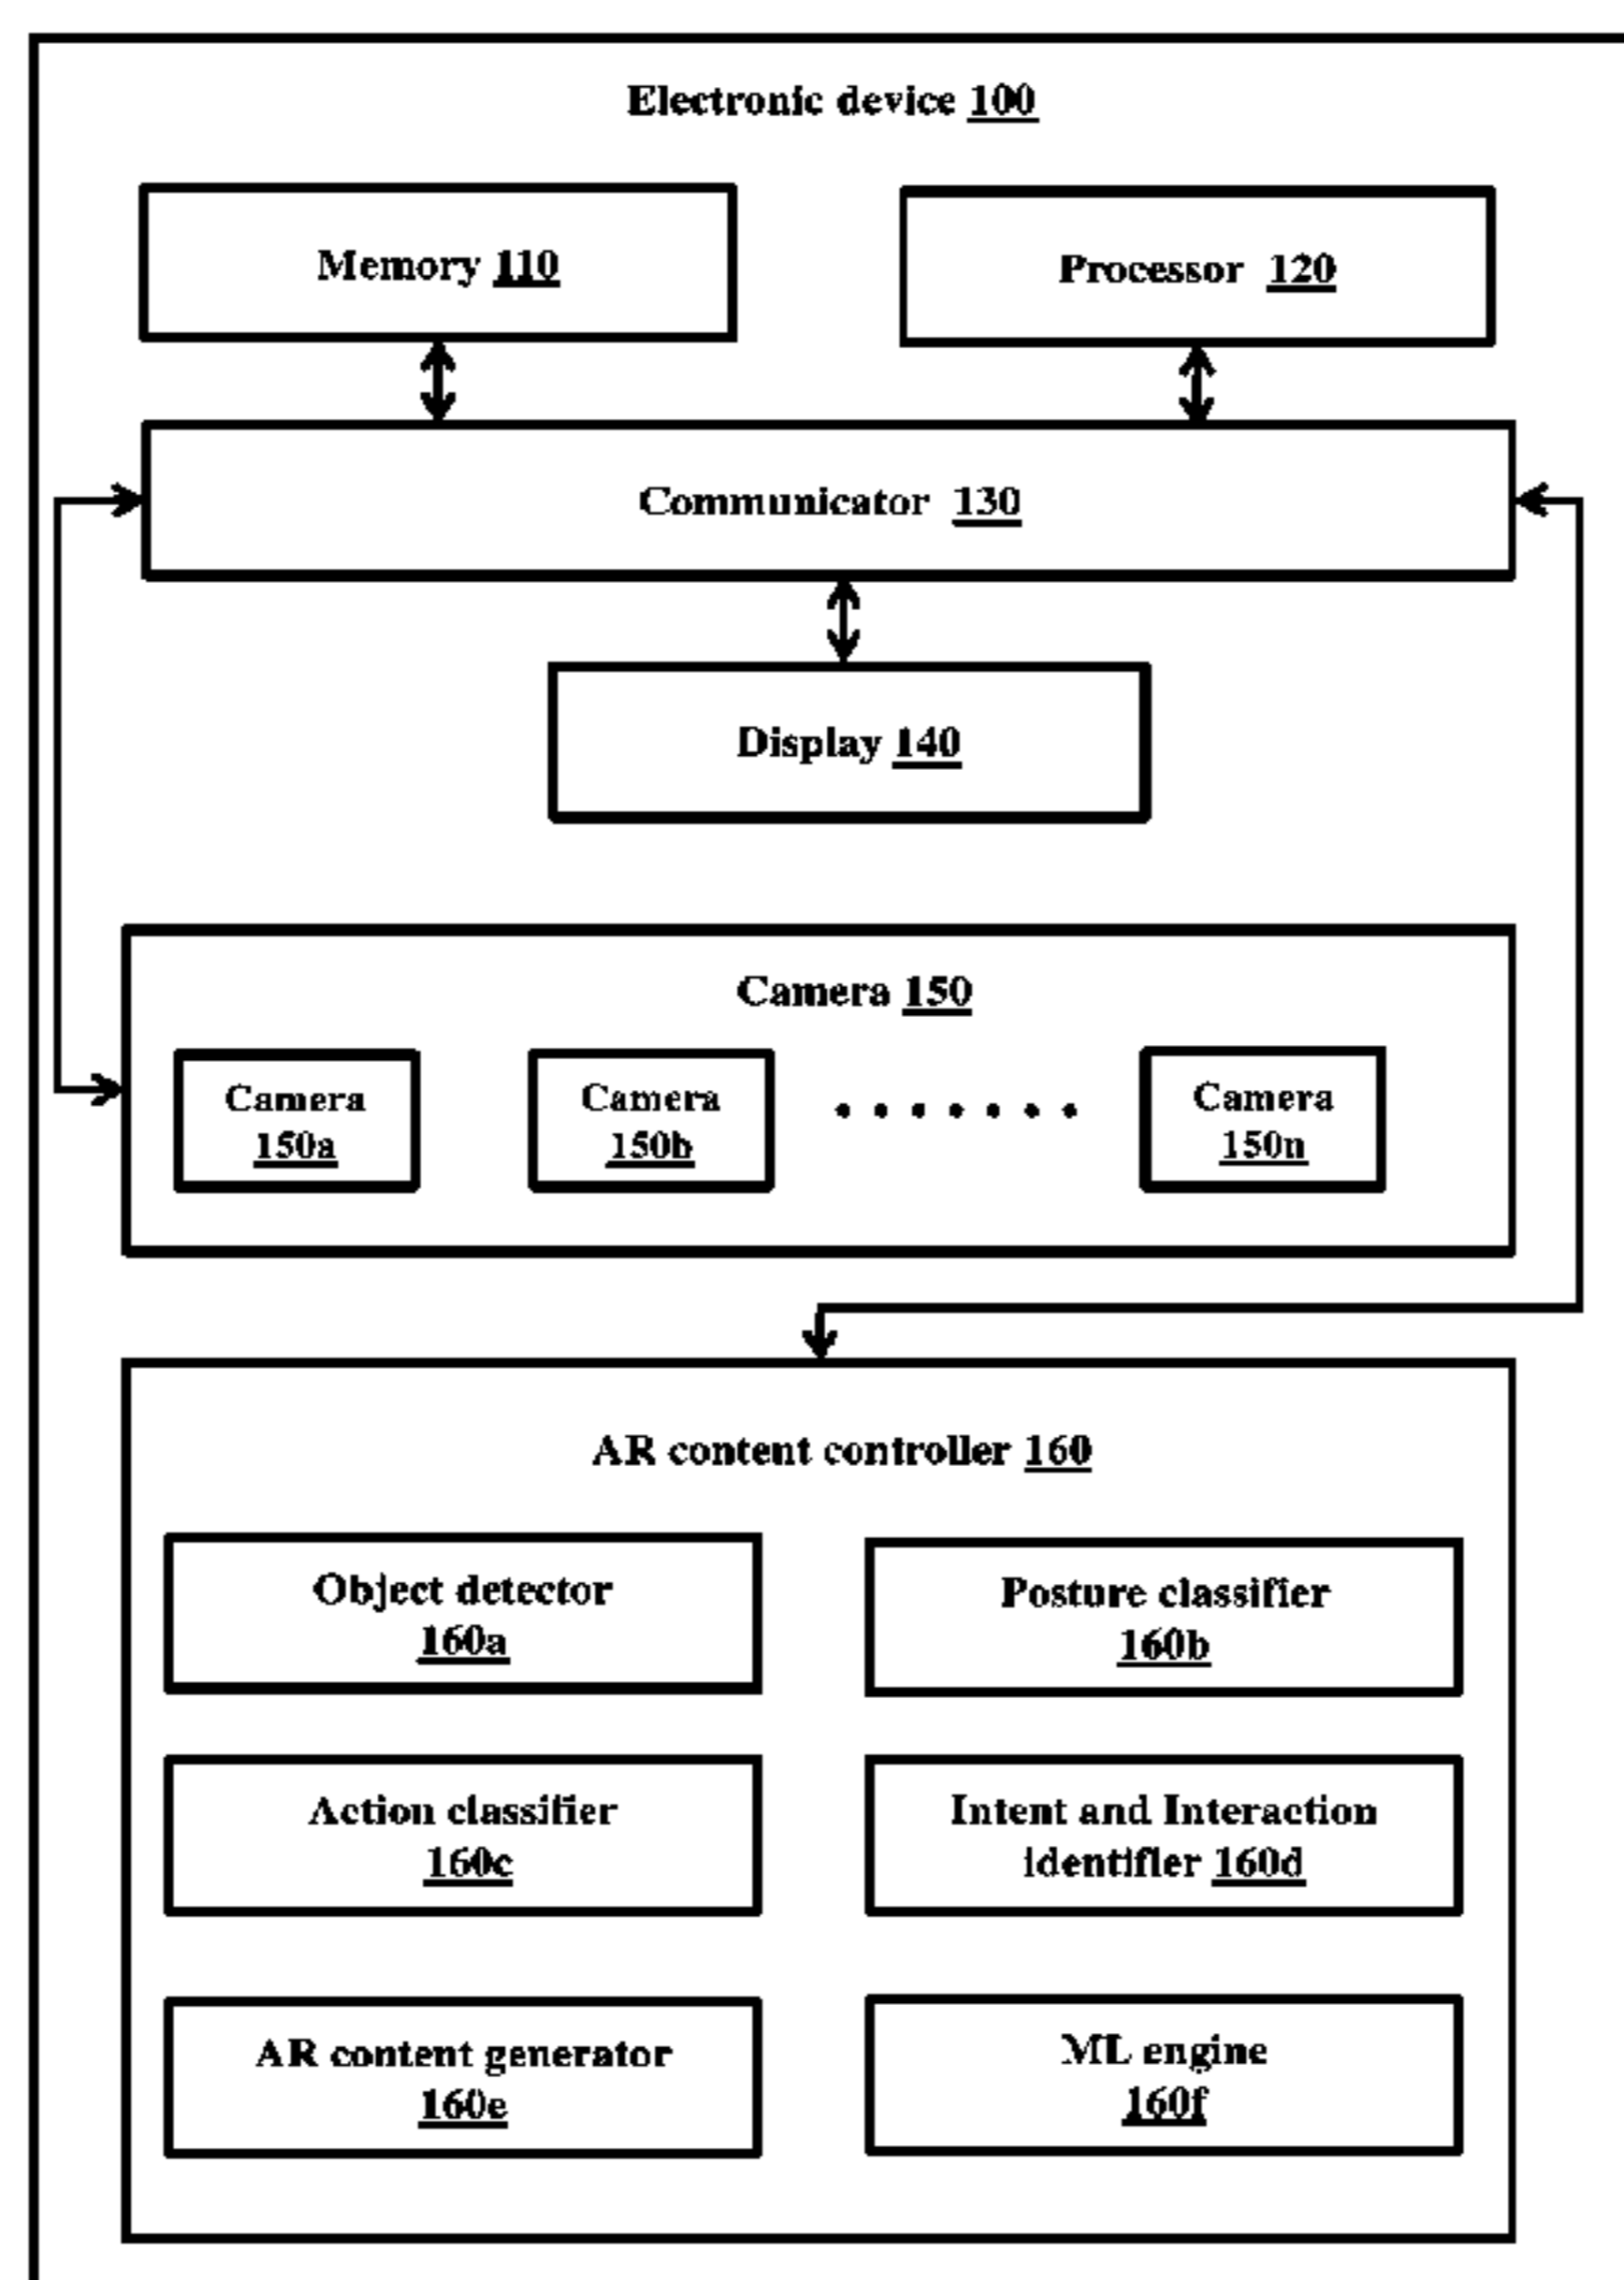 Electronic device 100
Memory 110
Processor 120
Communicator 130
Display 140
Camera 150
Camera
150a
Camera
150b
Camera
150n
AR content controller 160
Object detector
160a
Posture classifier
160b
Action classifier
160c
Intent and Interaction
identifier 160d
AR content generator
160e
ML engine
160f